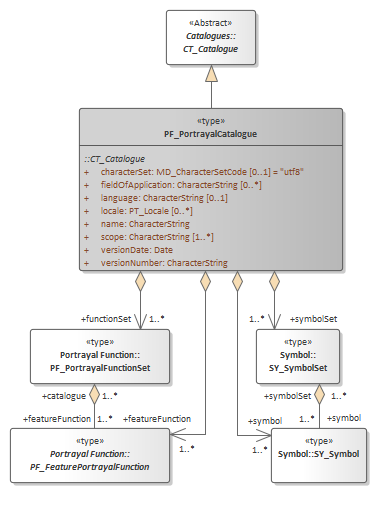 «Abstract»
Catalogues::
CT_Catalogue
«type»
PF_PortrayalCatalogue
::CT_Catalogue
+ characterSet: MD_CharacterSetCode [0..1] = "utf8"
+ fieldOfApplication: CharacterString [0..*]
+ language: CharacterString [0..1]
+ locale: PT_Locale [0..*]
+ name: CharacterString
+ scope: CharacterString [1..*]
+ versionDate: Date
+ versionNumber: CharacterString
+functionSet 1..*
1..* +symbolSet
«type»
Portrayal Function::
PF_PortrayalFunctionSet
«type»
Symbol::
SY_SymbolSet
+catalogue 1..*
+symbolSet 1..*
+featureFunction 1..* +featureFunction
1..*
+symbol 1..* +symbol
1..*
«type»
Portrayal Function::
PF_FeaturePortrayalFunction
«type»
Symbol::SY_Symbol